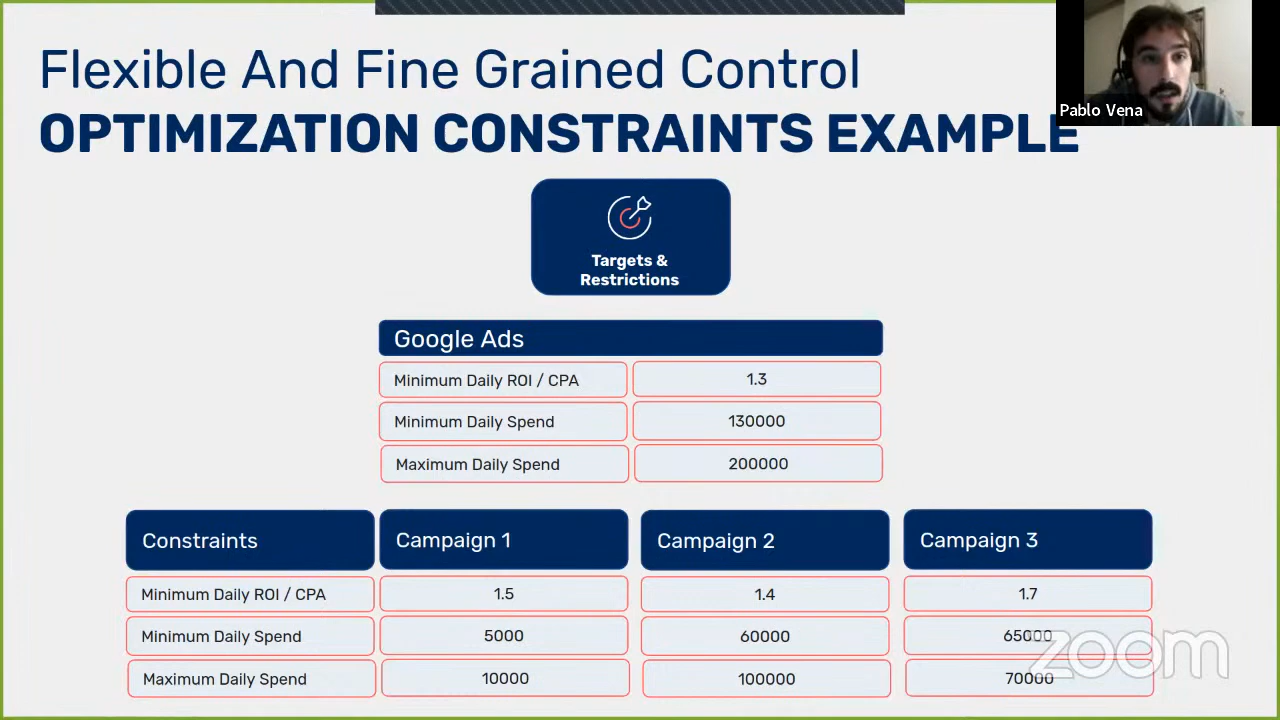 Flexible And Fine Grained Control
OPTIMIZATION CONSTRAINTS EXAMPLE
Pablo Vena
Targets &
Restrictions
Google Ads
Minimum Daily ROI / CPA 1.3
Minimum Daily Spend 130000
Maximum Daily Spend 200000
Constraints Campaign 1 Campaign 2 Campaign 3
Minimum Daily ROI / CPA 1.5 1.4 1.7
Minimum Daily Spend 5000 60000 65000
Maximum Daily Spend 10000 100000 70000
zoom